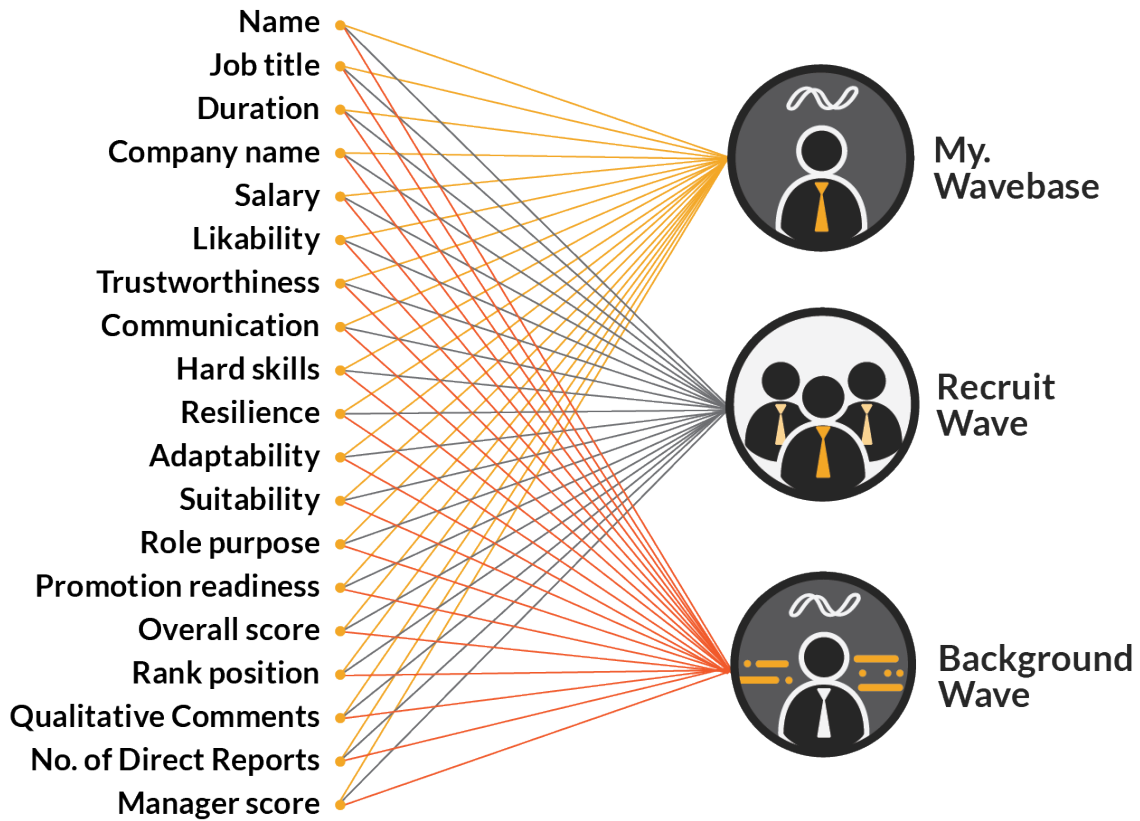 Name
Job title
Duration
Company name
Salary
Likability
Trustworthiness
Communication
Hard skills
Resilience
Adaptability
Suitability
Role purpose
Promotion readiness
Overall score
Rank position
Qualitative Comments
No. of Direct Reports
Manager score
My.
Wavebase
Recruit
Wave
Background
Wave